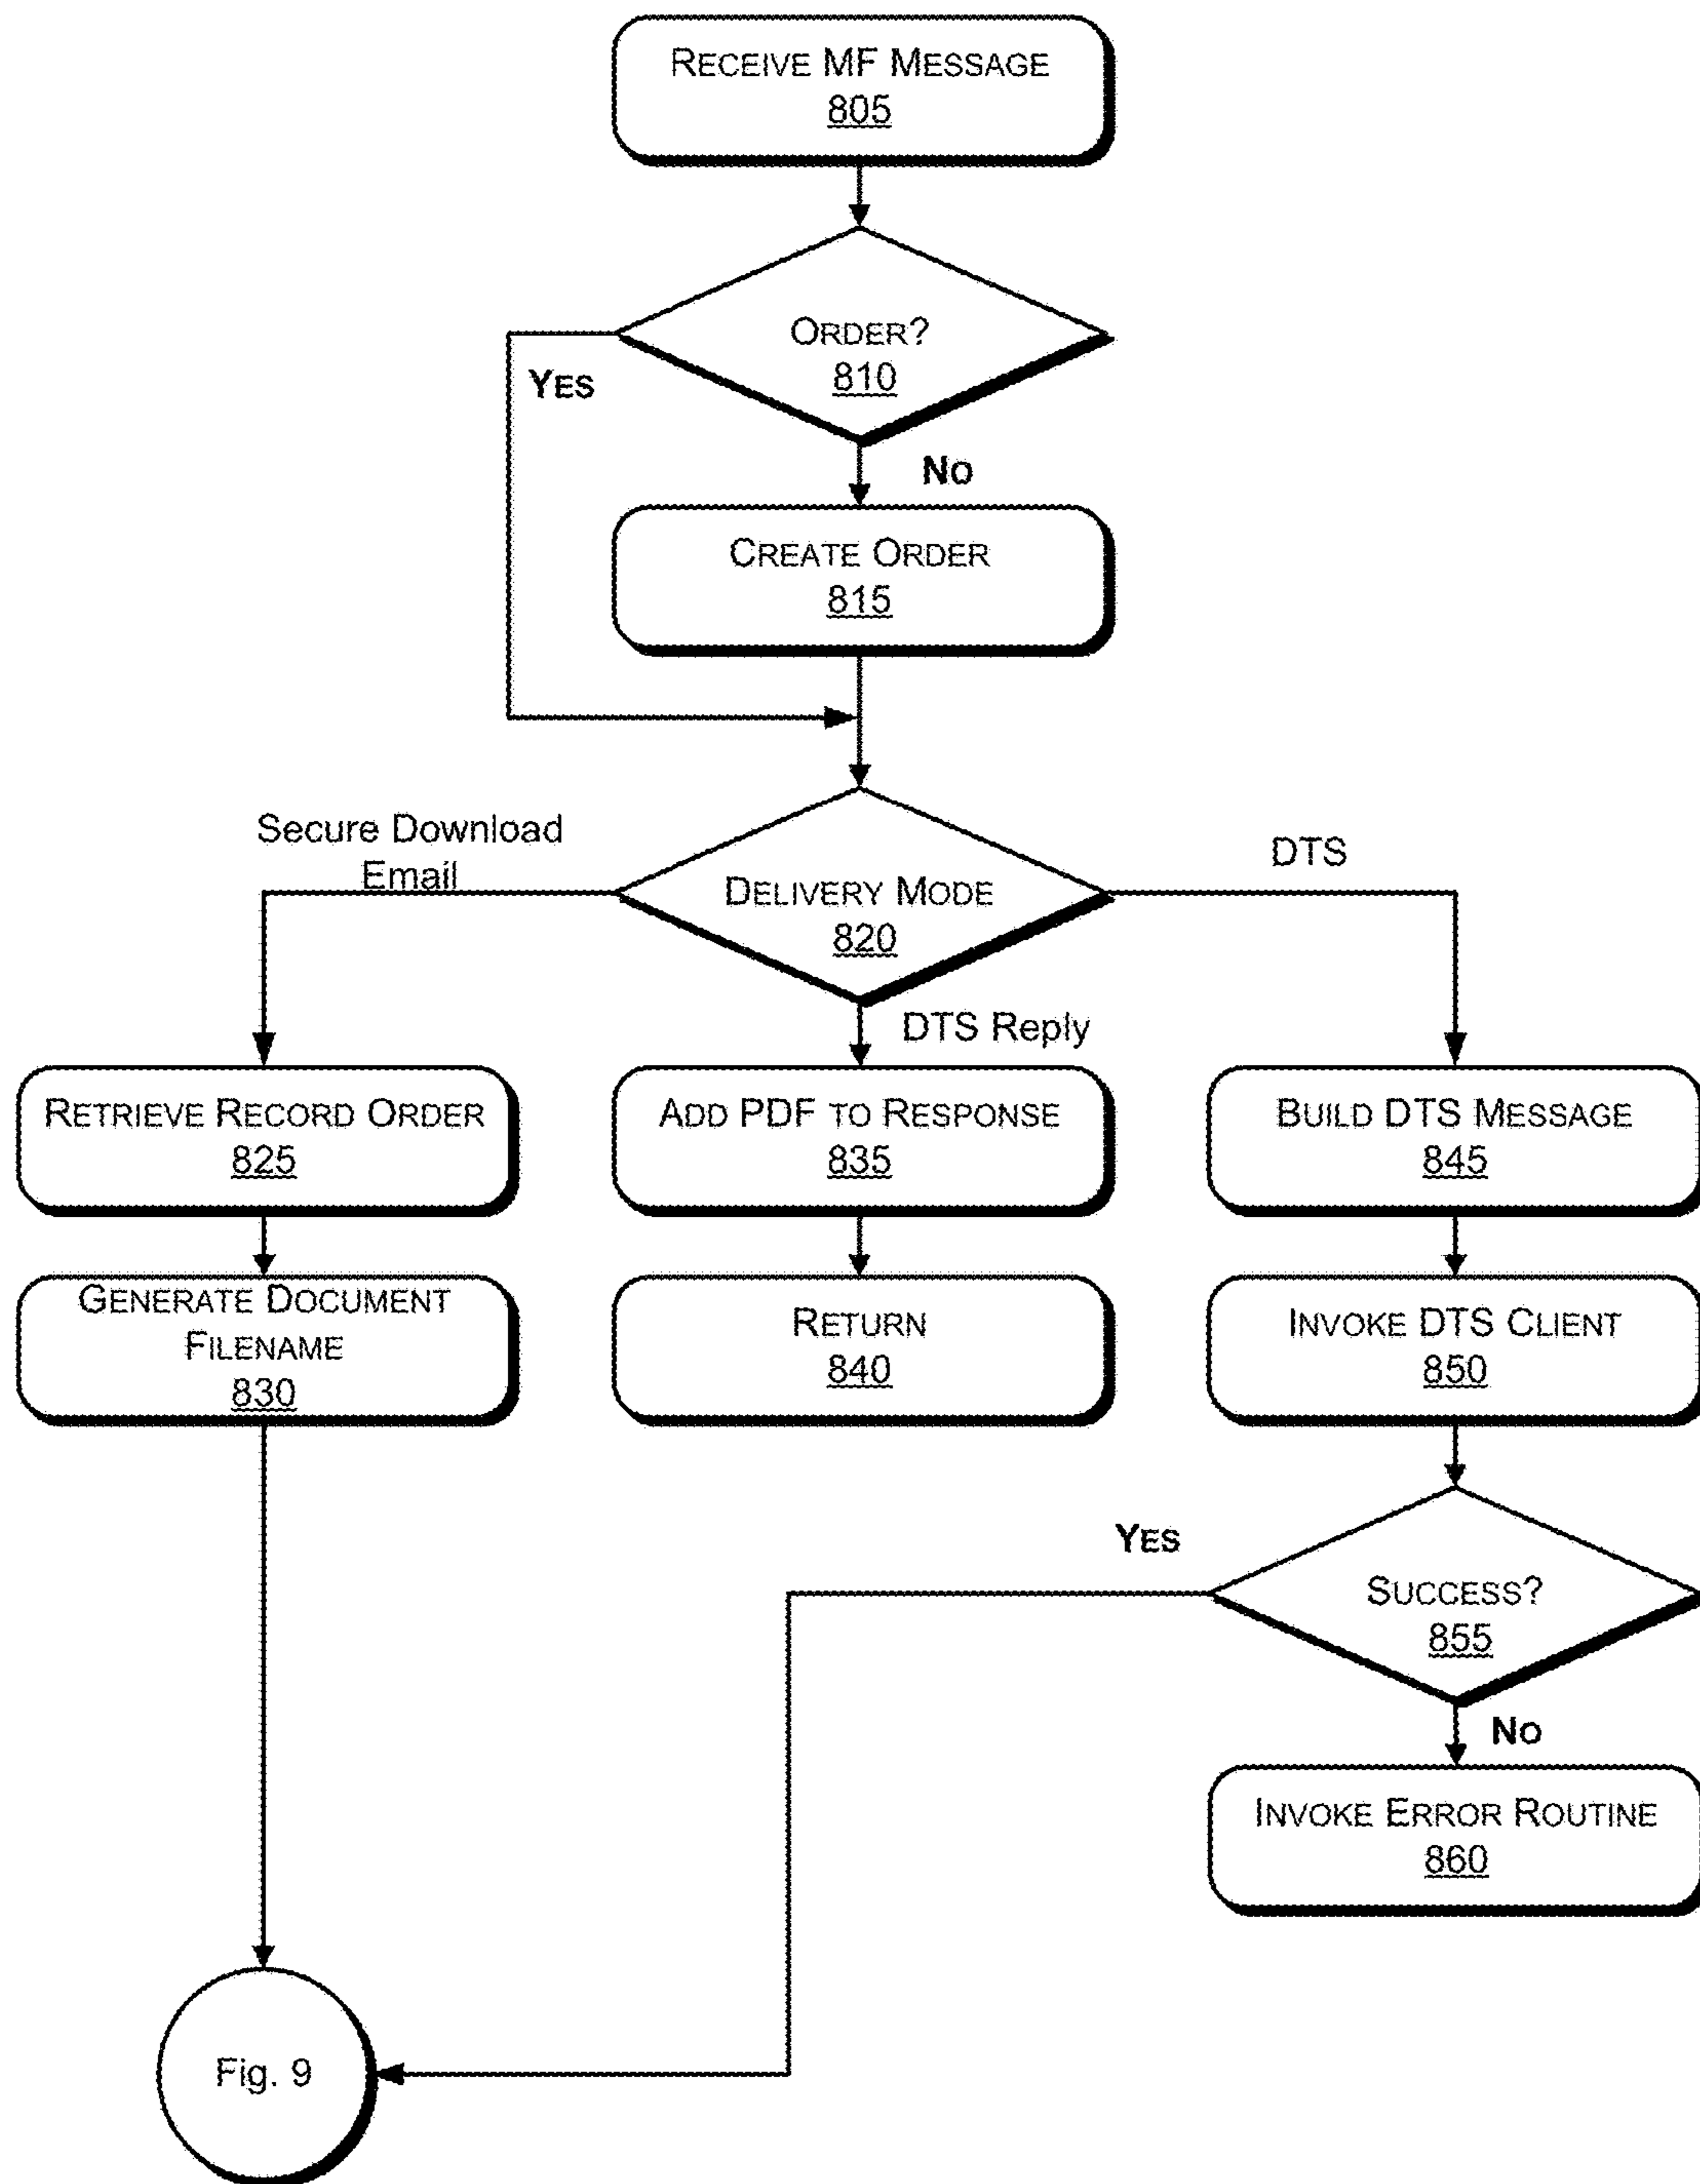 RECEIVE MF MESSAGE
805
ORDER?
810
YES
NO
CREATE ORDER
815
Secure Download
Email
DTS
DELIVERY MODE
820
DTS Reply
RETRIEVE RECORD ORDER
825
ADD PDF TO RESPONSE
835
BUILD DTS MESSAGE
845
GENERATE DOCUMENT
FILENAME
830
RETURN
840
INVOKE DTS CLIENT
850
YES
SUCCESS?
855
NO
INVOKE ERROR ROUTINE
860
Fig. 9